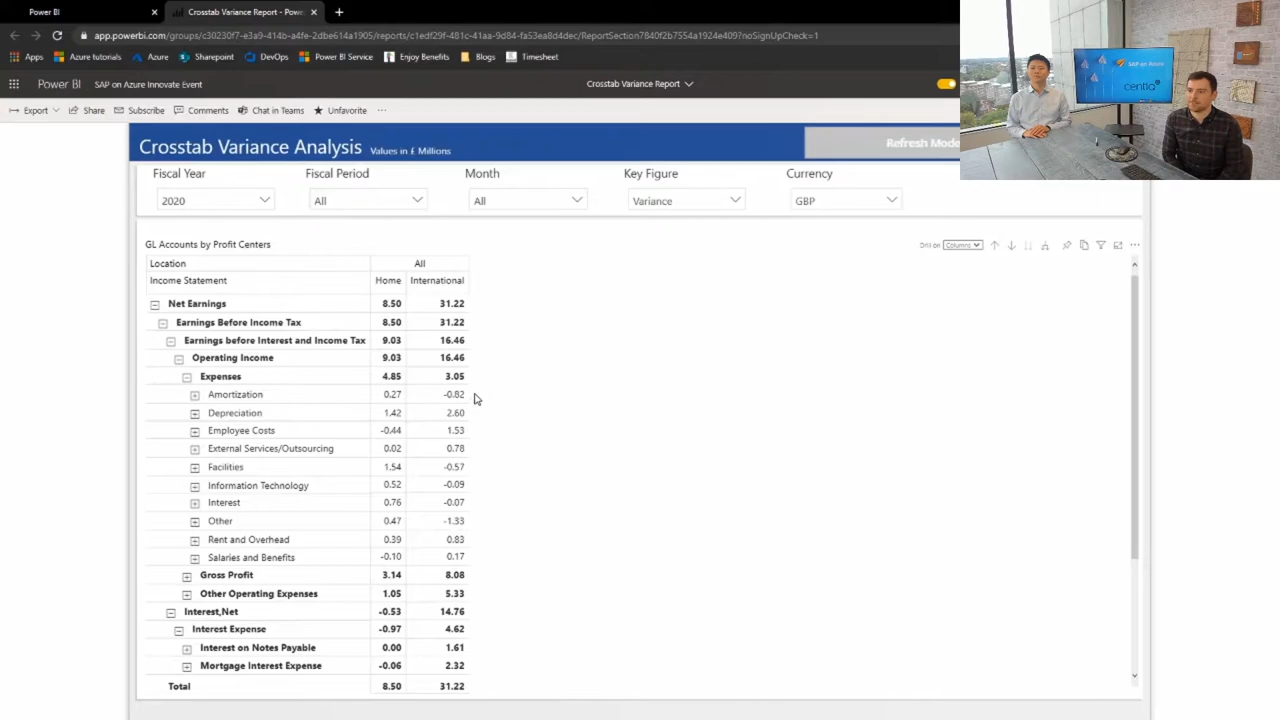 Power BI
Crosstab Variance Report - Powe
app.powerbi.com/groups/c30230f7-e3a9-414b-a4fe-2dbe614a1905/reports/c1edf29f-481c-41aa-9d84-fa53ea8d4dec/ReportSection7840f2b7554a1924e409?noSignUpCheck=1
Apps Azure tutorials Azure Sharepoint DevOps Power BI Service Enjoy Benefits Blogs Timesheet
Power BI SAP on Azure Innovate Event Crosstab Variance Report
SAP on Azure
centiq
Export Share Subscribe Comments Chat in Teams Unfavorite
Crosstab Variance Analysis Values in £ Millions Refresh Mode
Fiscal Year Fiscal Period Month Key Figure Currency
2020 All All Variance GBP
GL Accounts by Profit Centers Drill on Columns
Location All
Income Statement Home International
Net Earnings 8.50 31.22
Earnings Before Income Tax 8.50 31.22
Earnings before Interest and Income Tax 9.03 16.46
Operating Income 9.03 16.46
Expenses 4.85 3.05
Amortization 0.27 -0.82
Depreciation 1.42 2.60
Employee Costs -0.44 1.53
External Services/Outsourcing 0.02 0.78
Facilities 1.54 -0.57
Information Technology 0.52 -0.09
Interest 0.76 -0.07
Other 0.47 -1.33
Rent and Overhead 0.39 0.83
Salaries and Benefits -0.10 0.17
Gross Profit 3.14 8.08
Other Operating Expenses 1.05 5.33
Interest,Net -0.53 14.76
Interest Expense -0.97 4.62
Interest on Notes Payable 0.00 1.61
Mortgage Interest Expense -0.06 2.32
Total 8.50 31.22